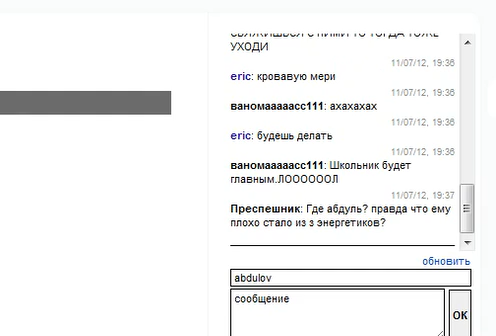 СВЯЖИШЬСЯ С НИМИ ТО ТОГДА ТОЖЕ
УХОДИ
11/07/12, 19:36
eric: кровавую мери
11/07/12, 19:36
ваномааааасс111: ахахахах
11/07/12, 19:36
eric: будешь делать
11/07/12, 19:36
ваномааааасс111: Школьник будет
главным.ЛООООООЛ
11/07/12, 19:37
Преспешник: Где абдуль? правда что ему
плохо стало из з энергетиков?
обновить
abdulov
сообщение
ОК